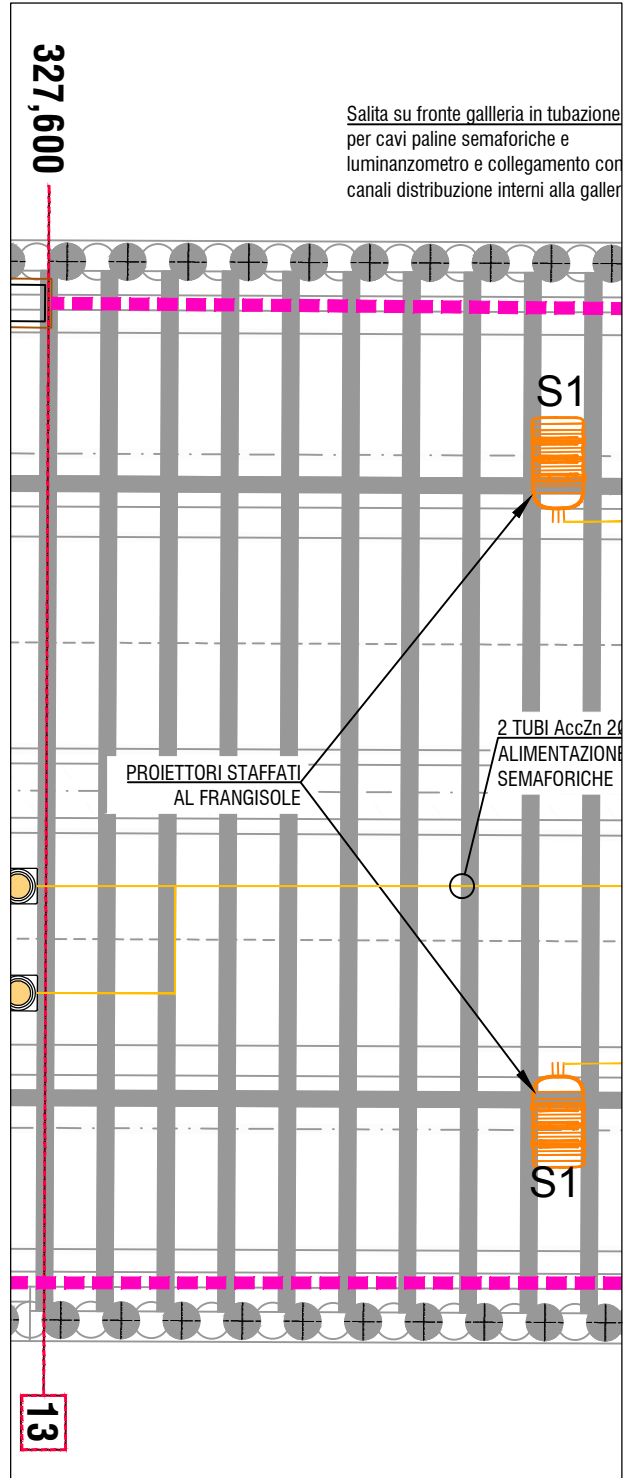 327,600
Salita su fronte gallleria in tubazione
per cavi paline semaforiche e
luminanzometro e collegamento con
canali distribuzione interni alla galler
S1
2 TUBI AccZn 2Ø
ALIMENTAZIONE
SEMAFORICHE
PROIETTORI STAFFATI
AL FRANGISOLE
S1
13